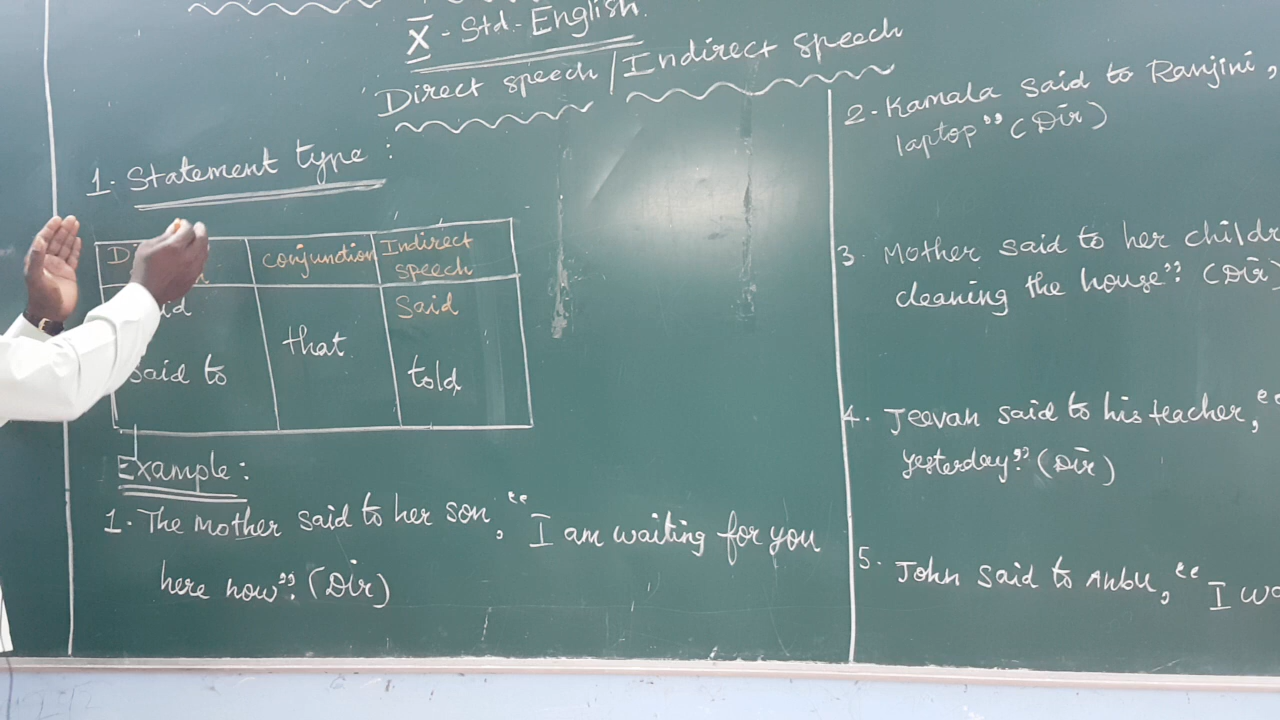 X - Std - English
Direct speech / Indirect speech
1. Statement type :
conjunction Indirect
speech
Said
that
said to told
Example :
1. The Mother said to her son, "I am waiting for you
here now". (Dir)
2. Kamala said to Ranjini,
laptop" (Dir)
3. Mother said to her childr
cleaning the house". (Dir)
4. Jeevan said to his teacher, "
yesterday". (Dir)
5. John said to Anbu, "I wa